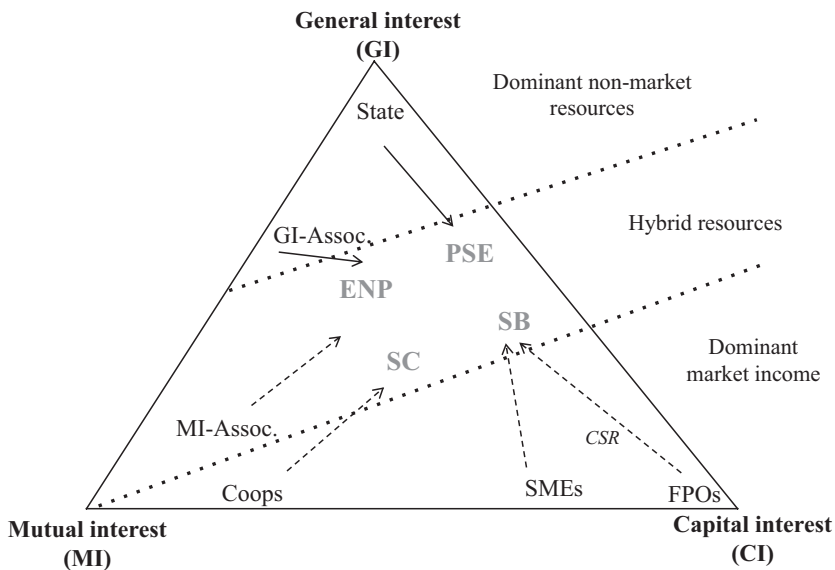 General interest
(GI)
Dominant non-market
resources
State
Hybrid resources
GI-Assoc.
PSE
ENP
SB
SC
Dominant
market income
MI-Assoc.
CSR
Coops
SMEs
FPOs
Mutual interest
(MI)
Capital interest
(CI)